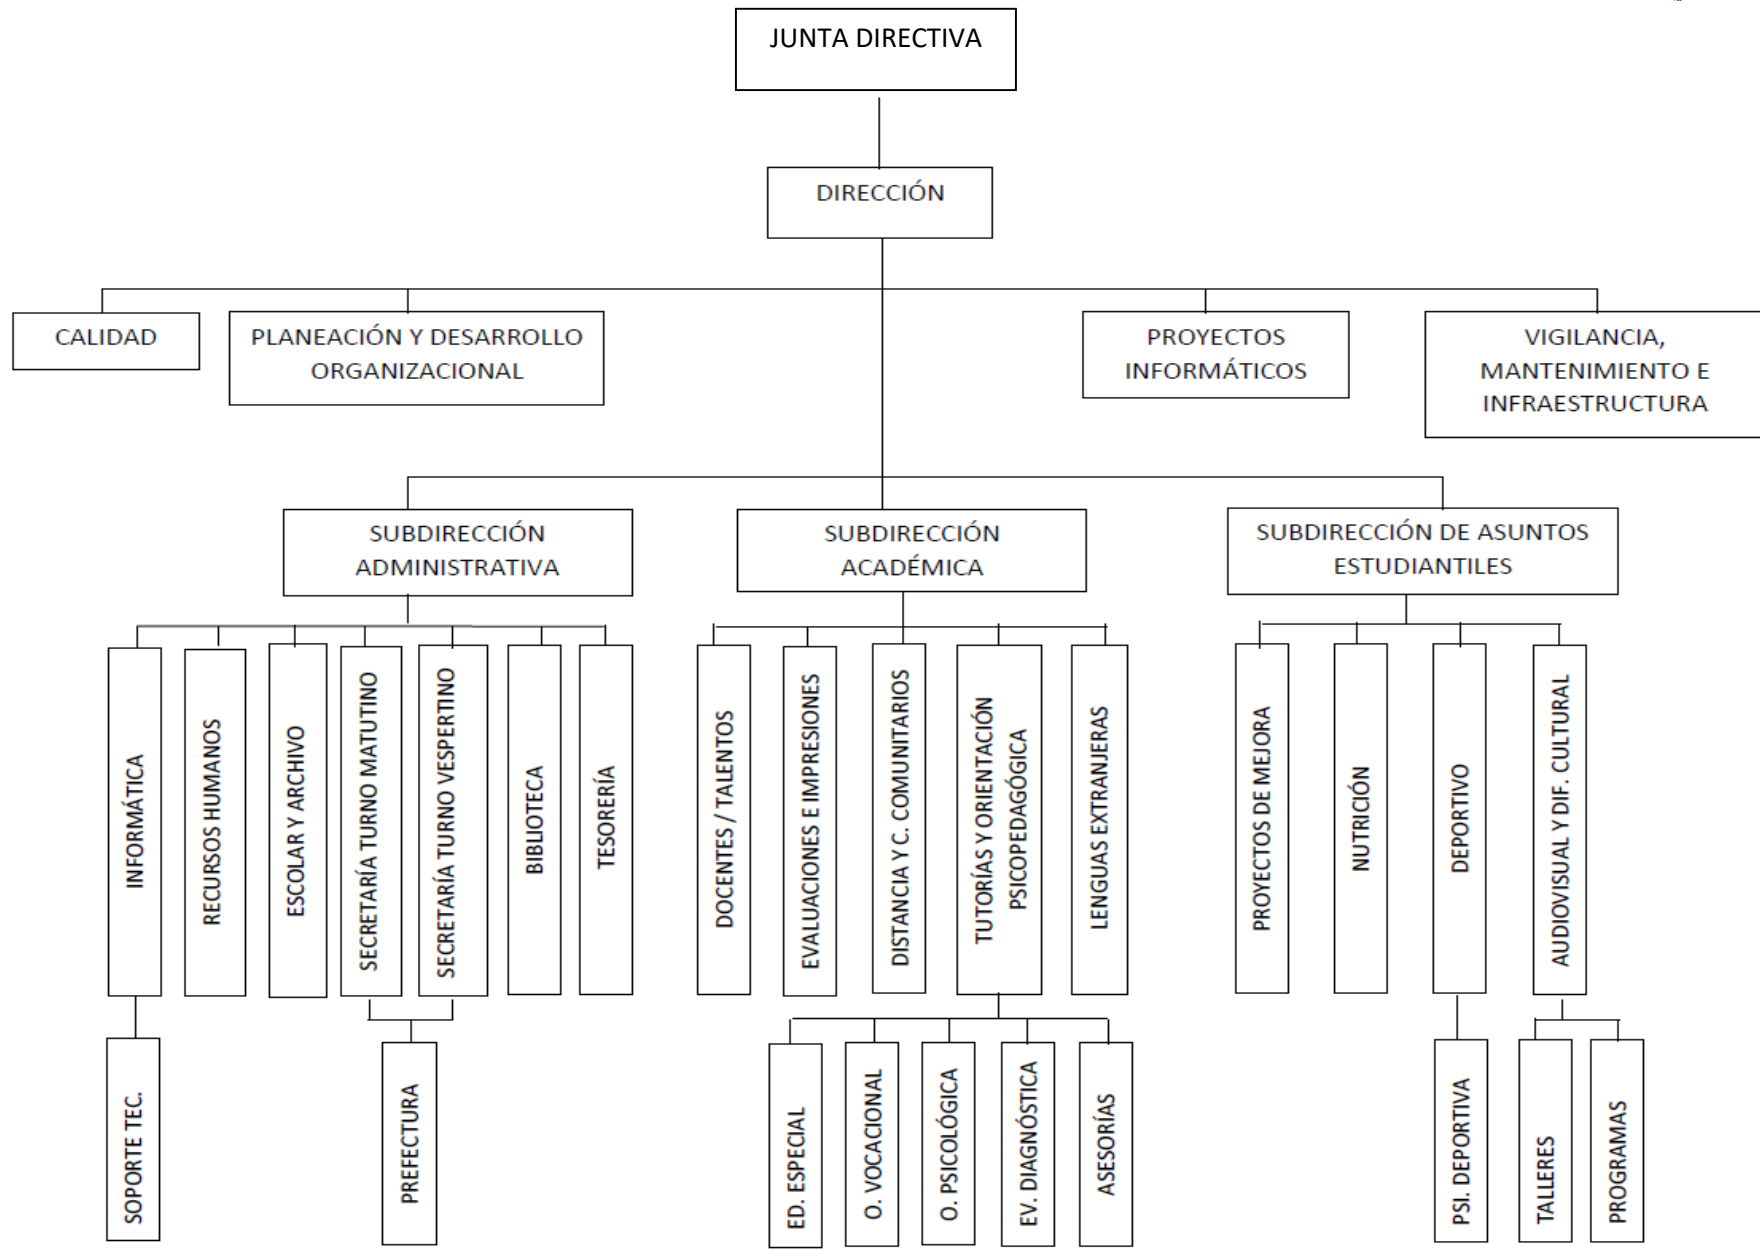 JUNTA DIRECTIVA
DIRECCIÓN
CALIDAD
PLANEACIÓN Y DESARROLLO
ORGANIZACIONAL
PROYECTOS
INFORMÁTICOS
VIGILANCIA,
MANTENIMIENTO E
INFRAESTRUCTURA
SUBDIRECCIÓN
ADMINISTRATIVA
SUBDIRECCIÓN
ACADÉMICA
SUBDIRECCIÓN DE ASUNTOS
ESTUDIANTILES
INFORMÁTICA
RECURSOS HUMANOS
ESCOLAR Y ARCHIVO
SECRETARÍA TURNO MATUTINO
SECRETARÍA TURNO VESPERTINO
BIBLIOTECA
TESORERÍA
DOCENTES / TALENTOS
EVALUACIONES E IMPRESIONES
DISTANCIA Y C. COMUNITARIOS
TUTORÍAS Y ORIENTACIÓN
PSICOPEDAGÓGICA
LENGUAS EXTRANJERAS
PROYECTOS DE MEJORA
NUTRICIÓN
DEPORTIVO
AUDIOVISUAL Y DIF. CULTURAL
SOPORTE TEC.
PREFECTURA
ED. ESPECIAL
O. VOCACIONAL
O. PSICOLÓGICA
EV. DIAGNÓSTICA
ASESORÍAS
PSI. DEPORTIVA
TALLERES
PROGRAMAS